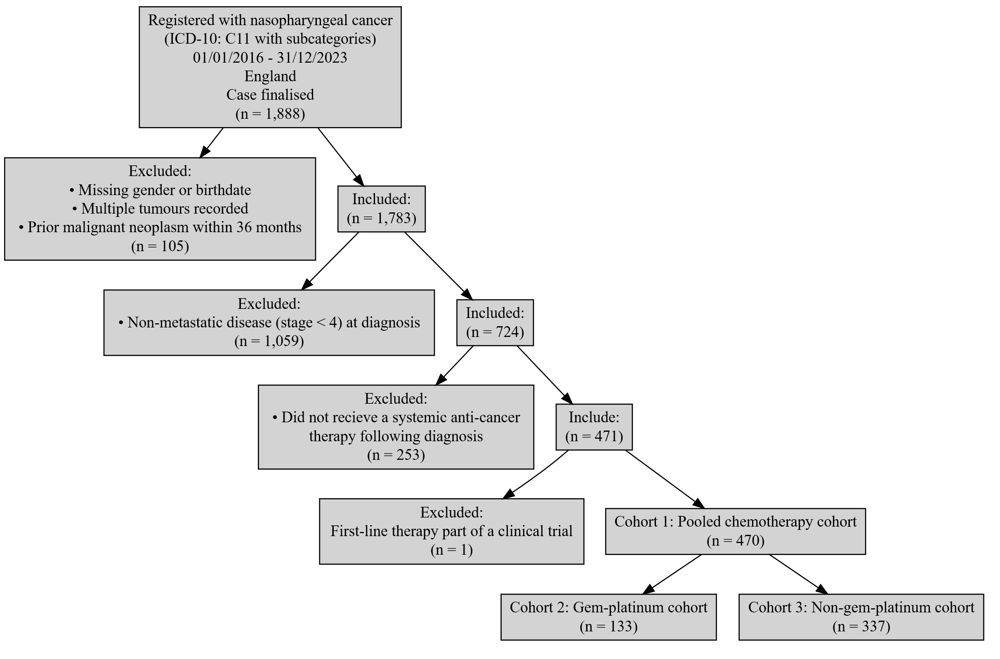 Registered with nasopharyngeal cancer
(ICD-10: C11 with subcategories)
01/01/2016 - 31/12/2023
England
Case finalised
(n = 1,888)
Excluded:
• Missing gender or birthdate
• Multiple tumours recorded
• Prior malignant neoplasm within 36 months
(n = 105)
Included:
(n = 1,783)
Excluded:
• Non-metastatic disease (stage < 4) at diagnosis
(n = 1,059)
Included:
(n = 724)
Excluded:
• Did not recieve a systemic anti-cancer
therapy following diagnosis
(n = 253)
Include:
(n = 471)
Excluded:
First-line therapy part of a clinical trial
(n = 1)
Cohort 1: Pooled chemotherapy cohort
(n = 470)
Cohort 2: Gem-platinum cohort
(n = 133)
Cohort 3: Non-gem-platinum cohort
(n = 337)